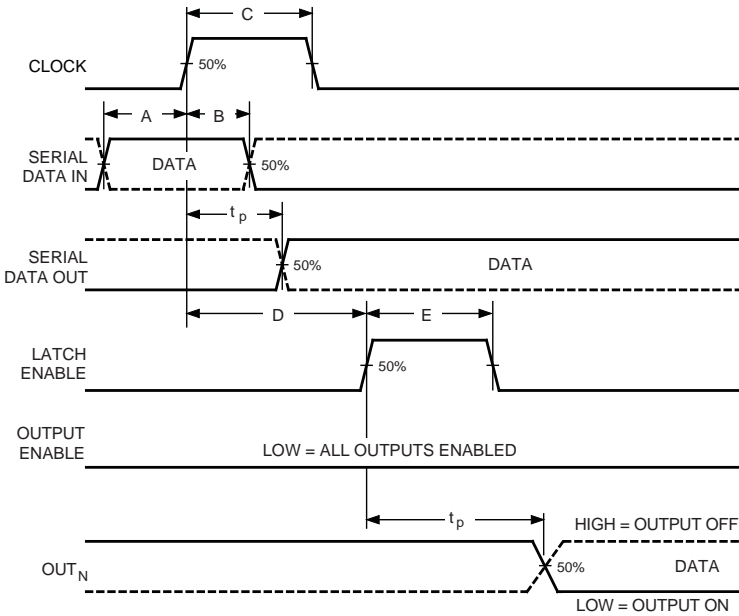 C
CLOCK
50%
A
B
SERIAL
DATA IN
DATA
50%
t p
SERIAL
DATA OUT
50%
DATA
D
E
LATCH
ENABLE
50%
OUTPUT
ENABLE
LOW = ALL OUTPUTS ENABLED
t p
HIGH = OUTPUT OFF
OUT N
50%
DATA
LOW = OUTPUT ON